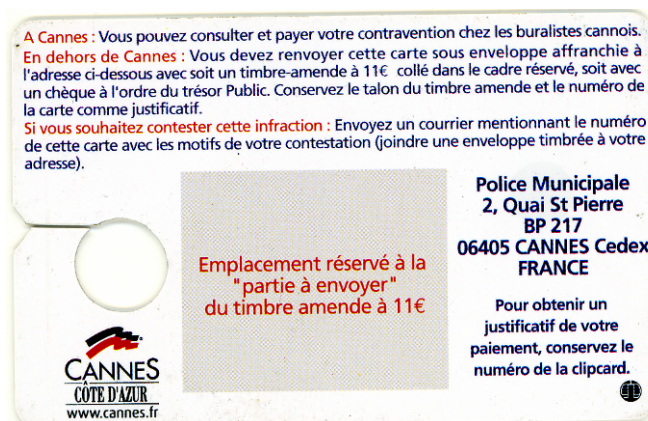 A Cannes : Vous pouvez consulter et payer votre contravention chez les buralistes cannois.
En dehors de Cannes : Vous devez renvoyer cette carte sous enveloppe affranchie à
l'adresse ci-dessous avec soit un timbre-amende à 11€ collé dans le cadre réservé, soit avec
un chèque à l'ordre du trésor Public. Conservez le talon du timbre amende et le numéro de
la carte comme justificatif.
Si vous souhaitez contester cette infraction : Envoyez un courrier mentionnant le numéro
de cette carte avec les motifs de votre contestation (joindre une enveloppe timbrée à votre
adresse).
Emplacement réservé à la
"partie à envoyer"
du timbre amende à 11€
Police Municipale
2, Quai St Pierre
BP 217
06405 CANNES Cedex
FRANCE
Pour obtenir un
justificatif de votre
paiement, conservez le
numéro de la clipcard.
CANNES
CÔTE D'AZUR
www.cannes.fr